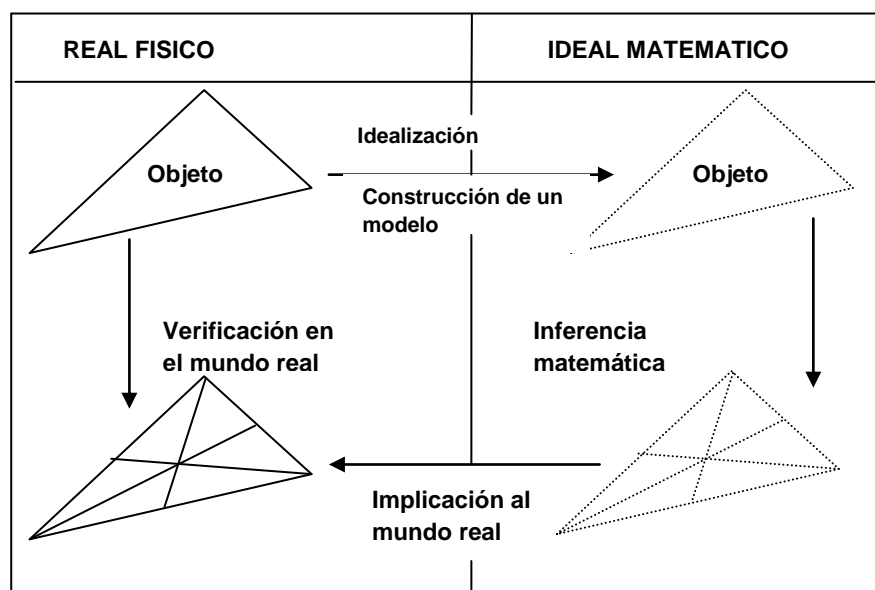 REAL FISICO
IDEAL MATEMATICO
Idealización
Objeto
Objeto
Construcción de un
modelo
Verificación en
el mundo real
Inferencia
matemática
Implicación al
mundo real